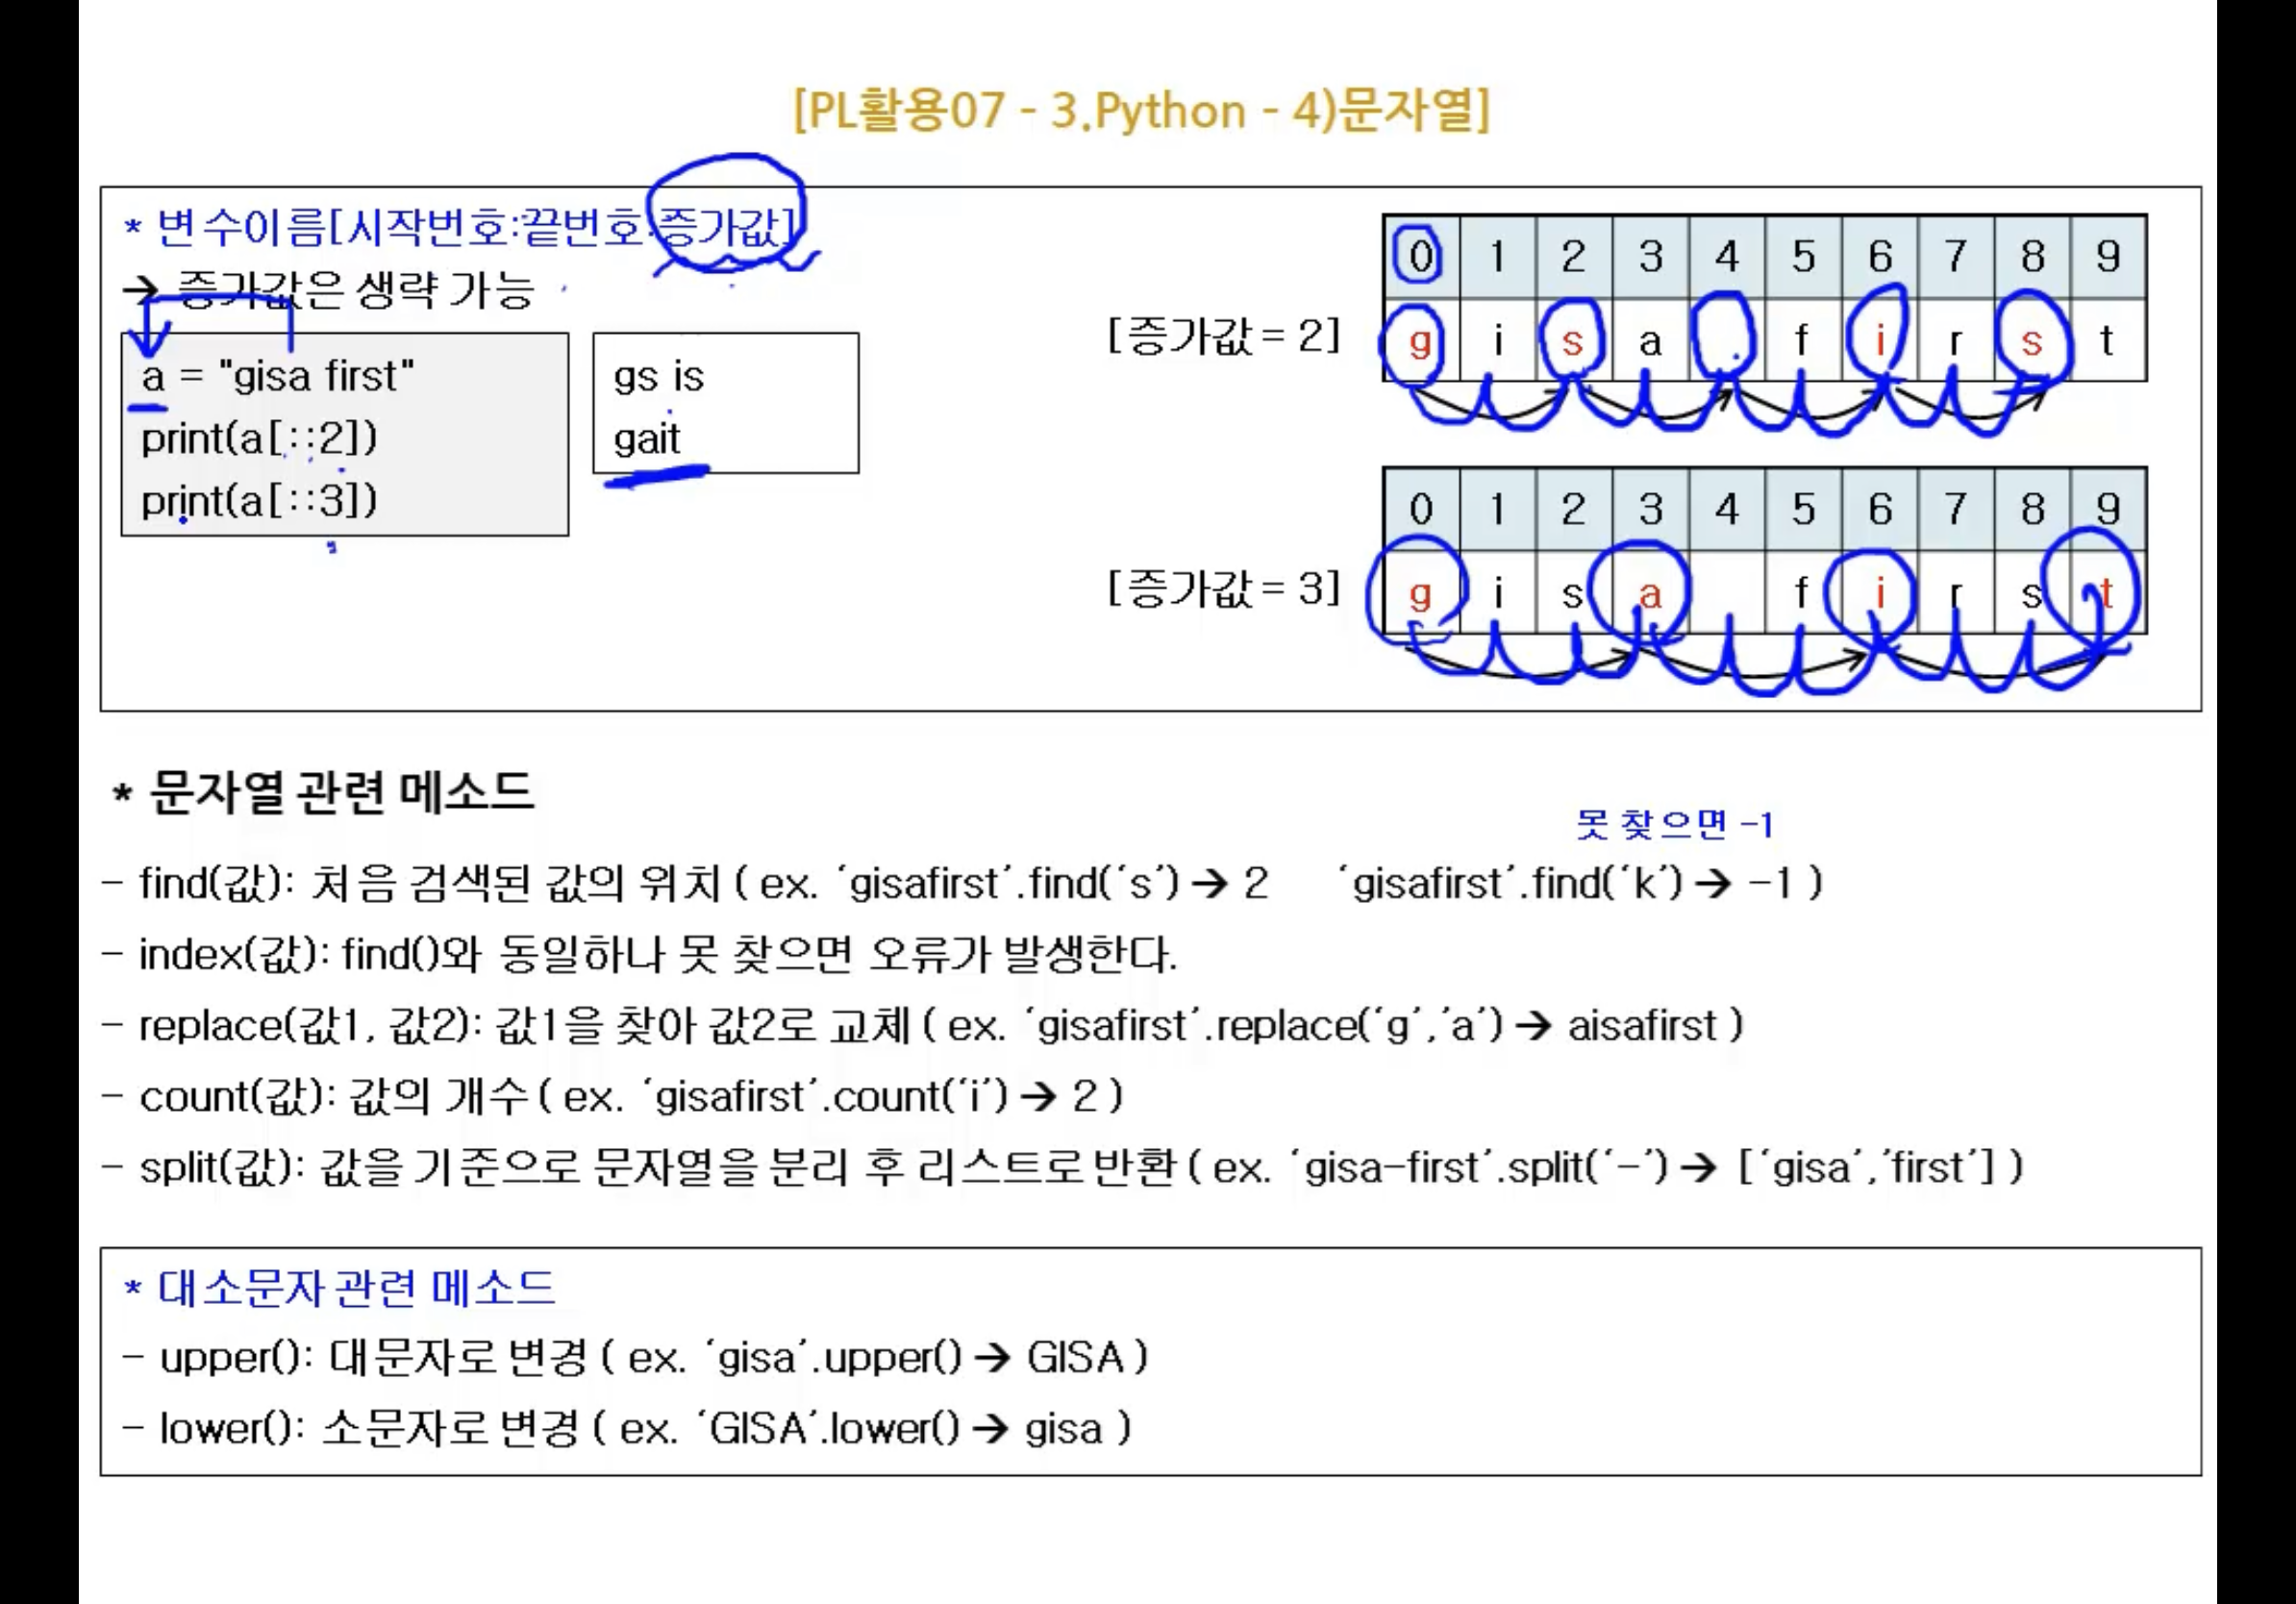 [PL활용07 - 3.Python - 4)문자열]
* 변수이름[시작번호:끝번호:증가값]
→ 증가값은 생략 가능
a = "gisa first"
print(a[::2])
print(a[::3])
gs is
gait
[증가값 = 2]
0 1 2 3 4 5 6 7 8 9
g i s a f i r s t
[증가값 = 3]
0 1 2 3 4 5 6 7 8 9
g i s a f i r s t
* 문자열 관련 메소드
못 찾으면 -1
- find(값): 처음 검색된 값의 위치 ( ex. ‘gisafirst’.find(‘s’) → 2 ‘gisafirst’.find(‘k’) → -1 )
- index(값): find()와 동일하나 못 찾으면 오류가 발생한다.
- replace(값1, 값2): 값1을 찾아 값2로 교체 ( ex. ‘gisafirst’.replace(‘g’,’a’) → aisafirst )
- count(값): 값의 개수 ( ex. ‘gisafirst’.count(‘i’) → 2 )
- split(값): 값을 기준으로 문자열을 분리 후 리스트로 반환 ( ex. ‘gisa-first’.split(‘-’) → [‘gisa’,’first’] )
* 대소문자 관련 메소드
- upper(): 대문자로 변경 ( ex. ‘gisa’.upper() → GISA )
- lower(): 소문자로 변경 ( ex. ‘GISA’.lower() → gisa )